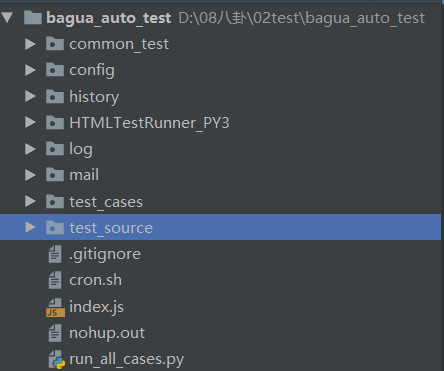 bagua_auto_test D:\08八卦\02test\bagua_auto_test
common_test
config
history
HTMLTestRunner_PY3
log
mail
test_cases
test_source
.gitignore
cron.sh
index.js
nohup.out
run_all_cases.py